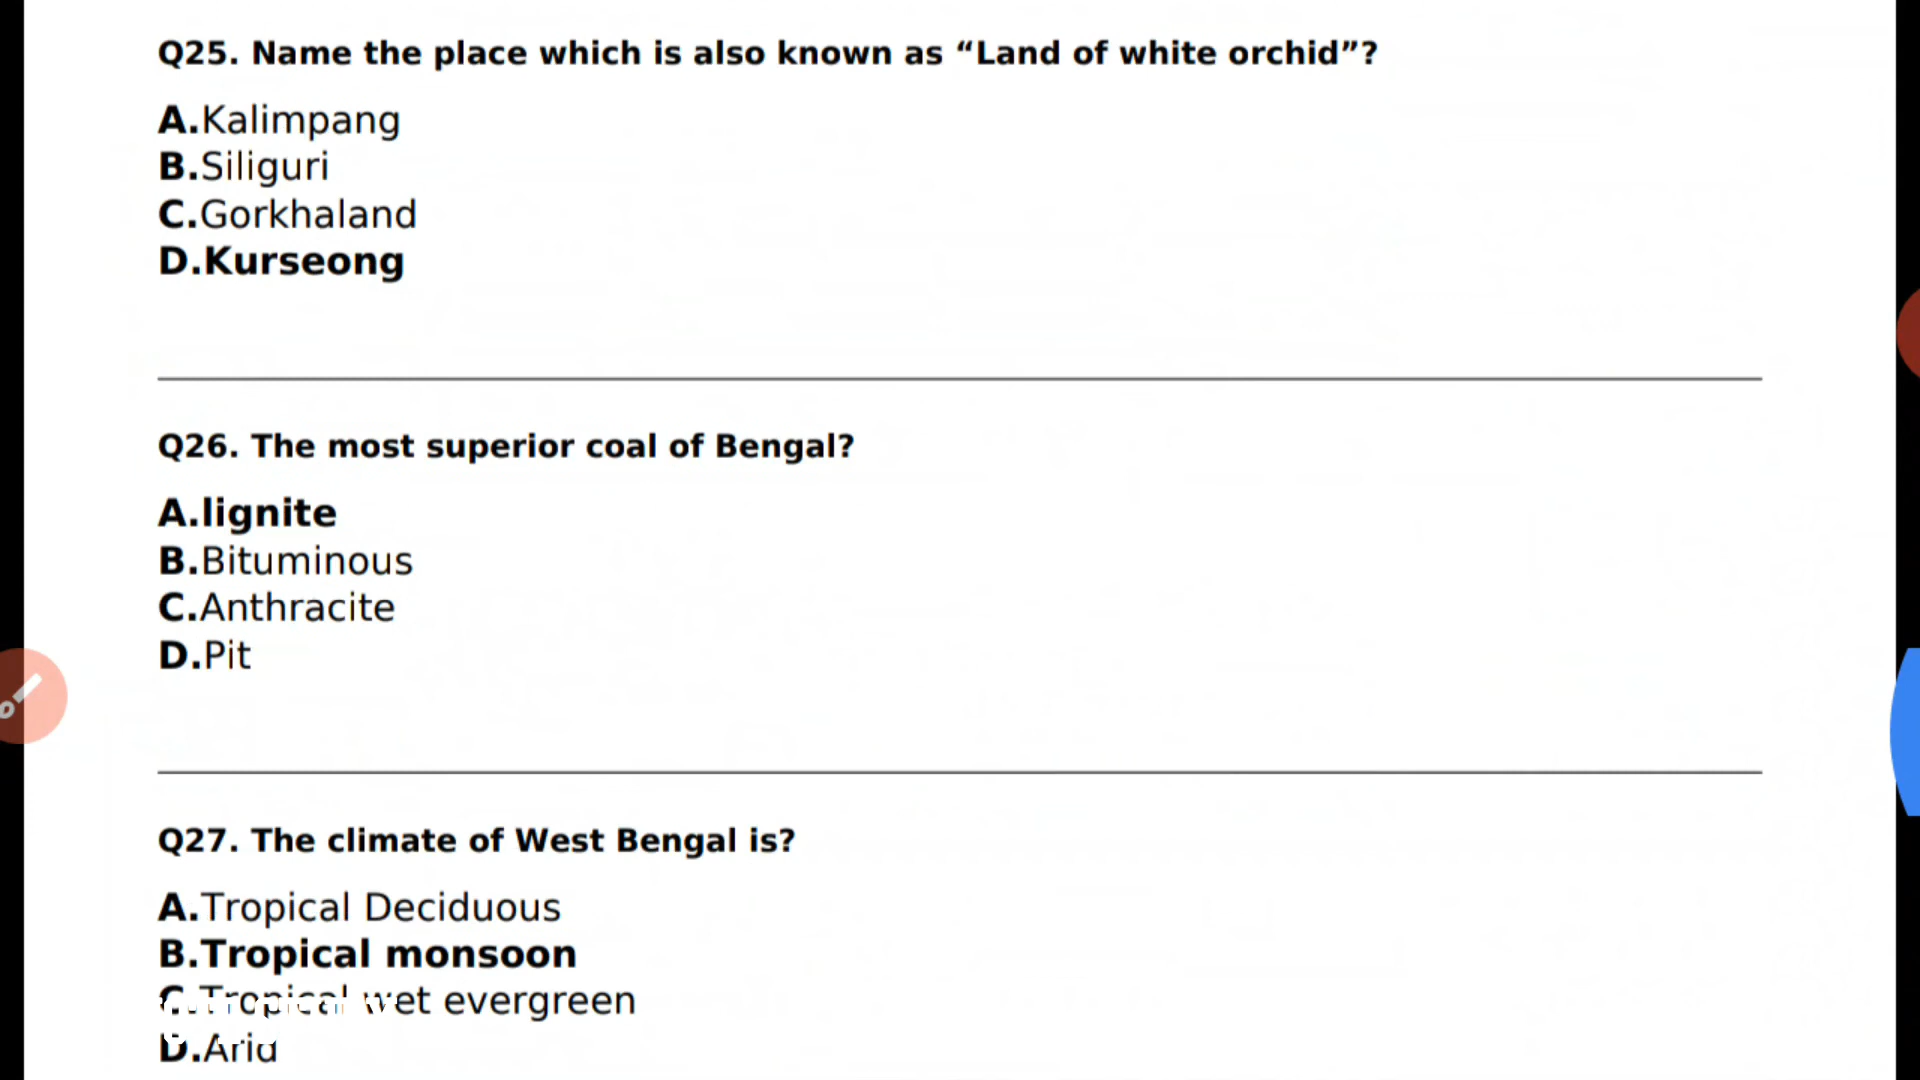 Q25. Name the place which is also known as “Land of white orchid”?
A.Kalimpang
B.Siliguri
C.Gorkhaland
D.Kurseong
Q26. The most superior coal of Bengal?
A.lignite
B.Bituminous
C.Anthracite
D.Pit
Q27. The climate of West Bengal is?
A.Tropical Deciduous
B.Tropical monsoon
C.Tropical wet evergreen
D.Arid